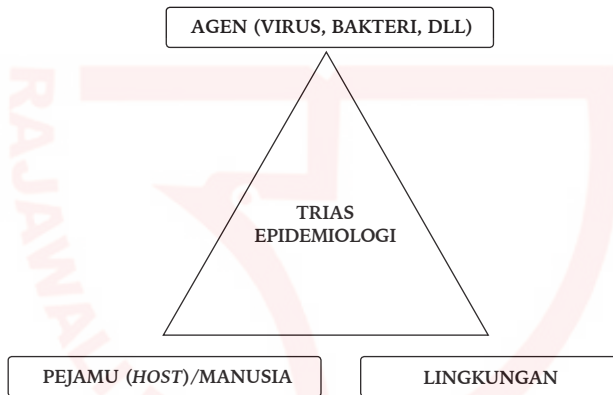 AGEN (VIRUS, BAKTERI, DLL)
TRIAS
EPIDEMIOLOGI
PEJAMU (HOST)/MANUSIA
LINGKUNGAN